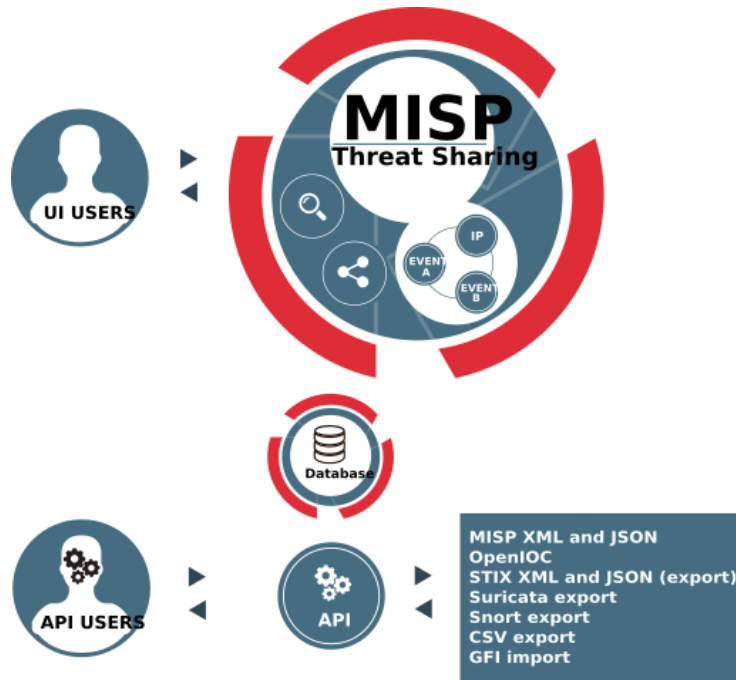 MISP
Threat Sharing
UI USERS
IP
EVENT
A
EVENT
B
Database
API USERS
API
MISP XML and JSON
OpenIOC
STIX XML and JSON (export)
Suricata export
Snort export
CSV export
GFI import